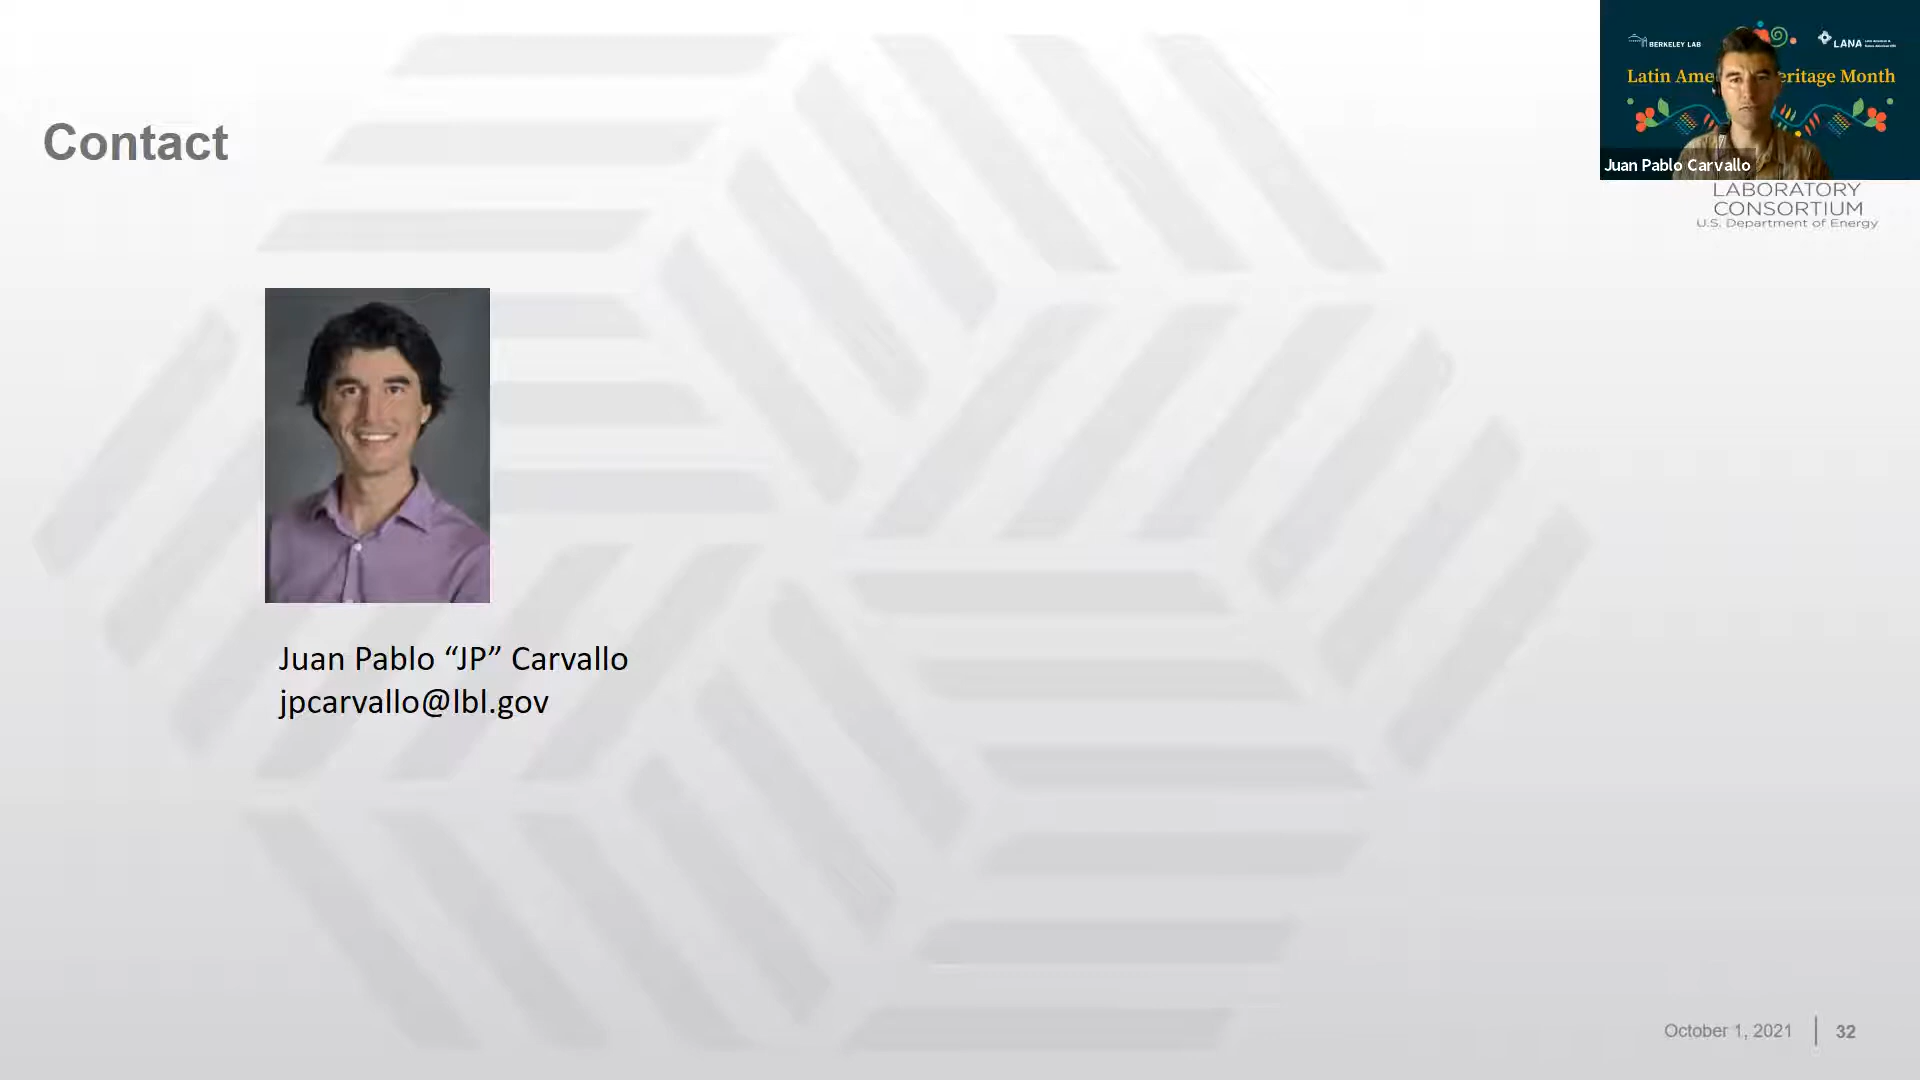 Contact
BERKELEY LAB
LANA
Latin Ame eritage Month
Juan Pablo Carvallo
LABORATORY
CONSORTIUM
U.S. Department of Energy
Juan Pablo “JP” Carvallo
jpcarvallo@lbl.gov
October 1, 2021
32